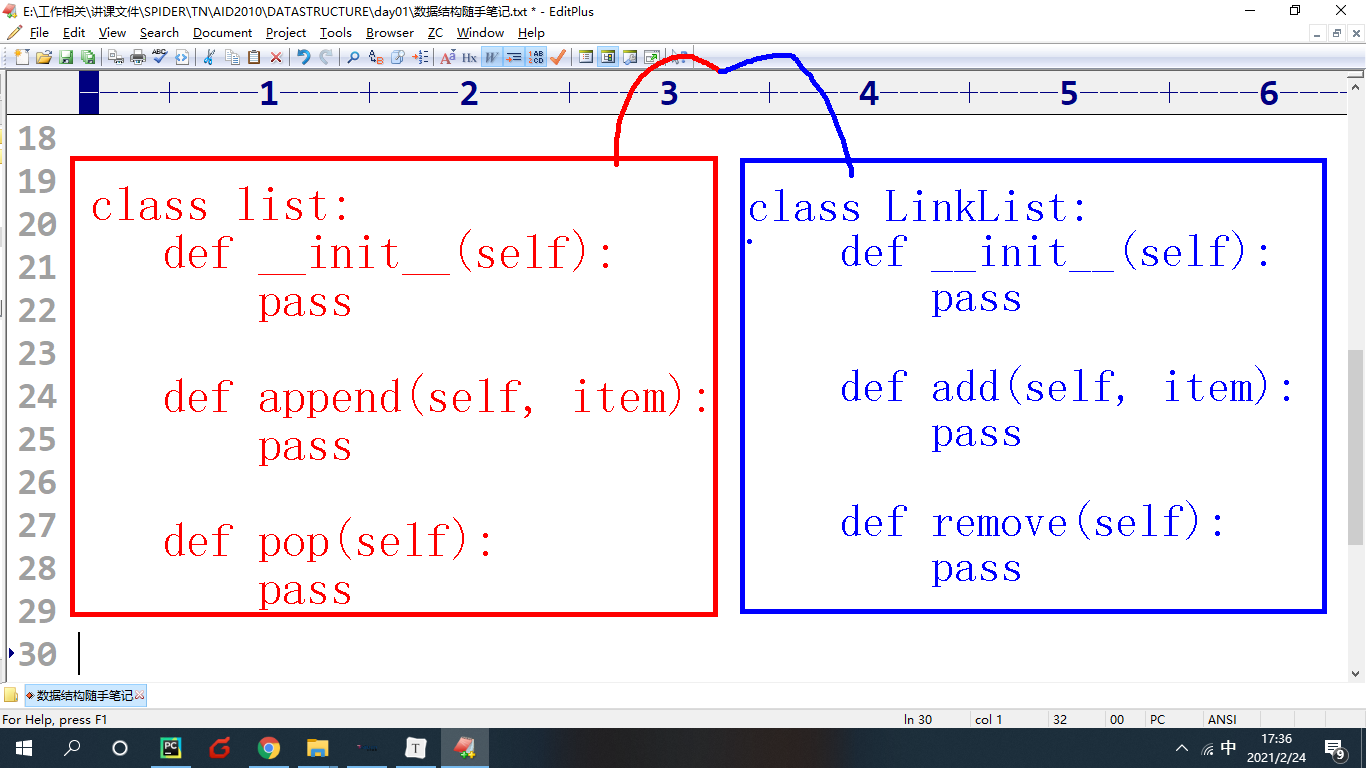 E:\工作相关\讲课文件\SPIDER\TN\AID2010\DATASTRUCTURE\day01\数据结构随手笔记.txt * - EditPlus
File Edit View Search Document Project Tools Browser ZC Window Help
1 2 3 4 5 6
18
19
20
21
22
23
24
25
26
27
28
29
30
class list:
    def __init__(self):
        pass

    def append(self, item):
        pass

    def pop(self):
        pass
class LinkList:
    def __init__(self):
        pass

    def add(self, item):
        pass

    def remove(self):
        pass
数据结构随手笔记
For Help, press F1
ln 30 col 1 32 00 PC ANSI
中 17:36
2021/2/24
9